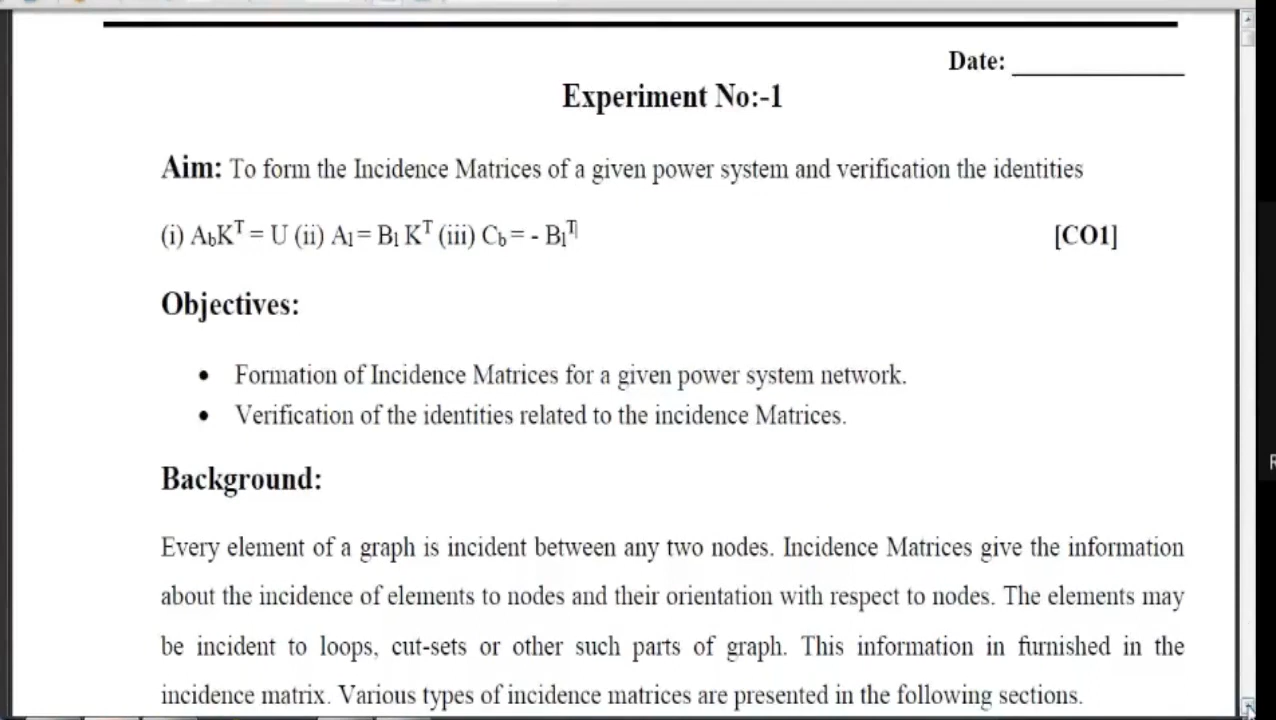 Date: ____________
Experiment No:-1
Aim: To form the Incidence Matrices of a given power system and verification the identities
(i) AbKᵀ = U (ii) Al = Bl Kᵀ (iii) Cb = - Blᵀ [CO1]
Objectives:
• Formation of Incidence Matrices for a given power system network.
• Verification of the identities related to the incidence Matrices.
Background:
Every element of a graph is incident between any two nodes. Incidence Matrices give the information
about the incidence of elements to nodes and their orientation with respect to nodes. The elements may
be incident to loops, cut-sets or other such parts of graph. This information in furnished in the
incidence matrix. Various types of incidence matrices are presented in the following sections.